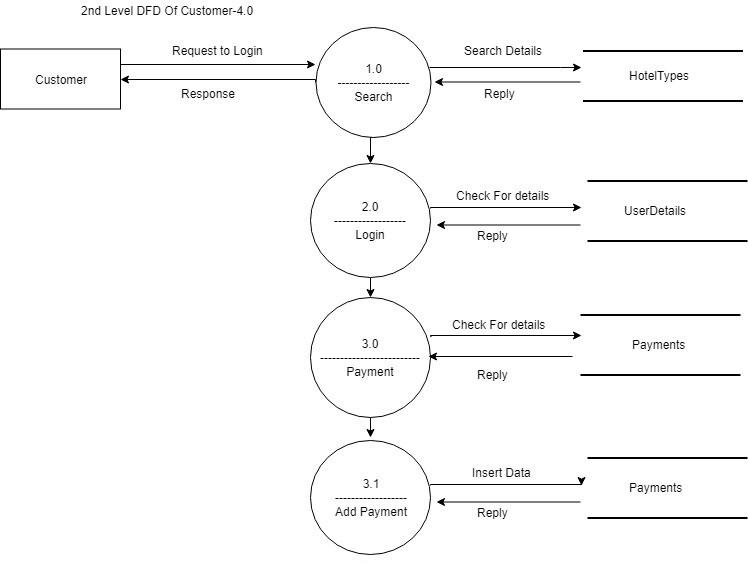 2nd Level DFD Of Customer-4.0
Request to Login
Search Details
1.0
Customer
HotelTypes
--------------------
Response
Search
Reply
2.0
Check For details
UserDetails
--------------------
Login
Reply
3.0
Check For details
Payments
----------------------------
Payment
Reply
3.1
Insert Data
Payments
--------------------
Add Payment
Reply